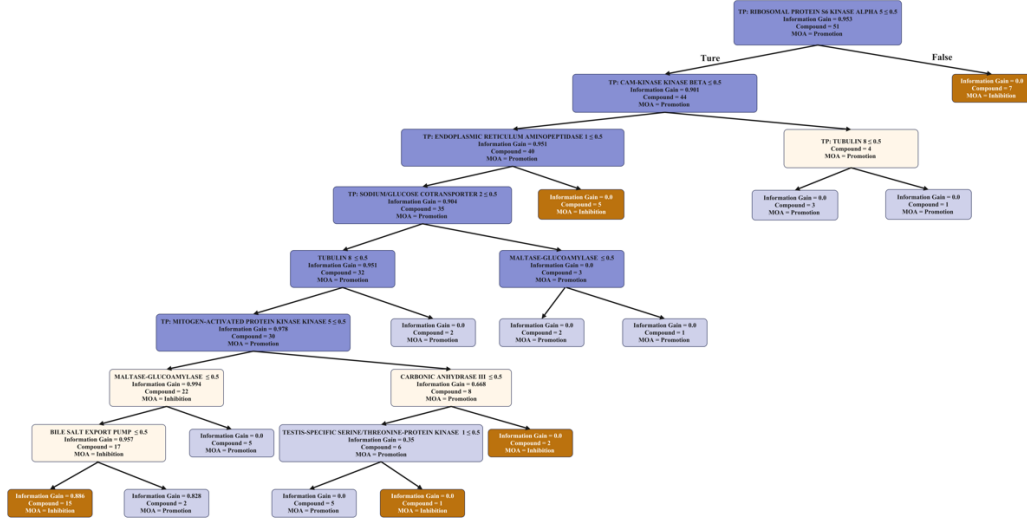 TP: RIBOSOMAL PROTEIN S6 KINASE ALPHA 5 ≤ 0.5
Information Gain = 0.953
Compound = 51
MOA = Promotion
Ture
False
TP: CAM-KINASE KINASE BETA ≤ 0.5
Information Gain = 0.901
Compound = 44
MOA = Promotion
Information Gain = 0.0
Compound = 7
MOA = Inhibition
TP: ENDOPLASMIC RETICULUM AMINOPEPTIDASE 1 ≤ 0.5
Information Gain = 0.951
Compound = 40
MOA = Promotion
TP: TUBULIN 8 ≤ 0.5
Compound = 4
MOA = Promotion
TP: SODIUM/GLUCOSE COTRANSPORTER 2 ≤ 0.5
Information Gain = 0.904
Compound = 35
MOA = Promotion
Information Gain = 0.0
Compound = 5
MOA = Inhibition
Information Gain = 0.0
Compound = 3
MOA = Promotion
Information Gain = 0.0
Compound = 1
MOA = Promotion
TUBULIN 8 ≤ 0.5
Information Gain = 0.951
Compound = 32
MOA = Promotion
MALTASE-GLUCOAMYLASE ≤ 0.5
Information Gain = 0.0
Compound = 3
MOA = Promotion
TP: MITOGEN-ACTIVATED PROTEIN KINASE KINASE 5 ≤ 0.5
Information Gain = 0.978
Compound = 30
MOA = Promotion
Information Gain = 0.0
Compound = 2
MOA = Promotion
Information Gain = 0.0
Compound = 2
MOA = Promotion
Information Gain = 0.0
Compound = 1
MOA = Promotion
MALTASE-GLUCOAMYLASE ≤ 0.5
Information Gain = 0.994
Compound = 22
MOA = Inhibition
CARBONIC ANHYDRASE III ≤ 0.5
Information Gain = 0.668
Compound = 8
MOA = Promotion
BILE SALT EXPORT PUMP ≤ 0.5
Information Gain = 0.957
Compound = 17
MOA = Inhibition
Information Gain = 0.0
Compound = 5
MOA = Promotion
TESTIS-SPECIFIC SERINE/THREONINE-PROTEIN KINASE 1 ≤ 0.5
Information Gain = 0.35
Compound = 6
MOA = Promotion
Information Gain = 0.0
Compound = 2
MOA = Inhibition
Information Gain = 0.886
Compound = 15
MOA = Inhibition
Information Gain = 0.828
Compound = 2
MOA = Promotion
Information Gain = 0.0
Compound = 5
MOA = Promotion
Information Gain = 0.0
Compound = 1
MOA = Inhibition